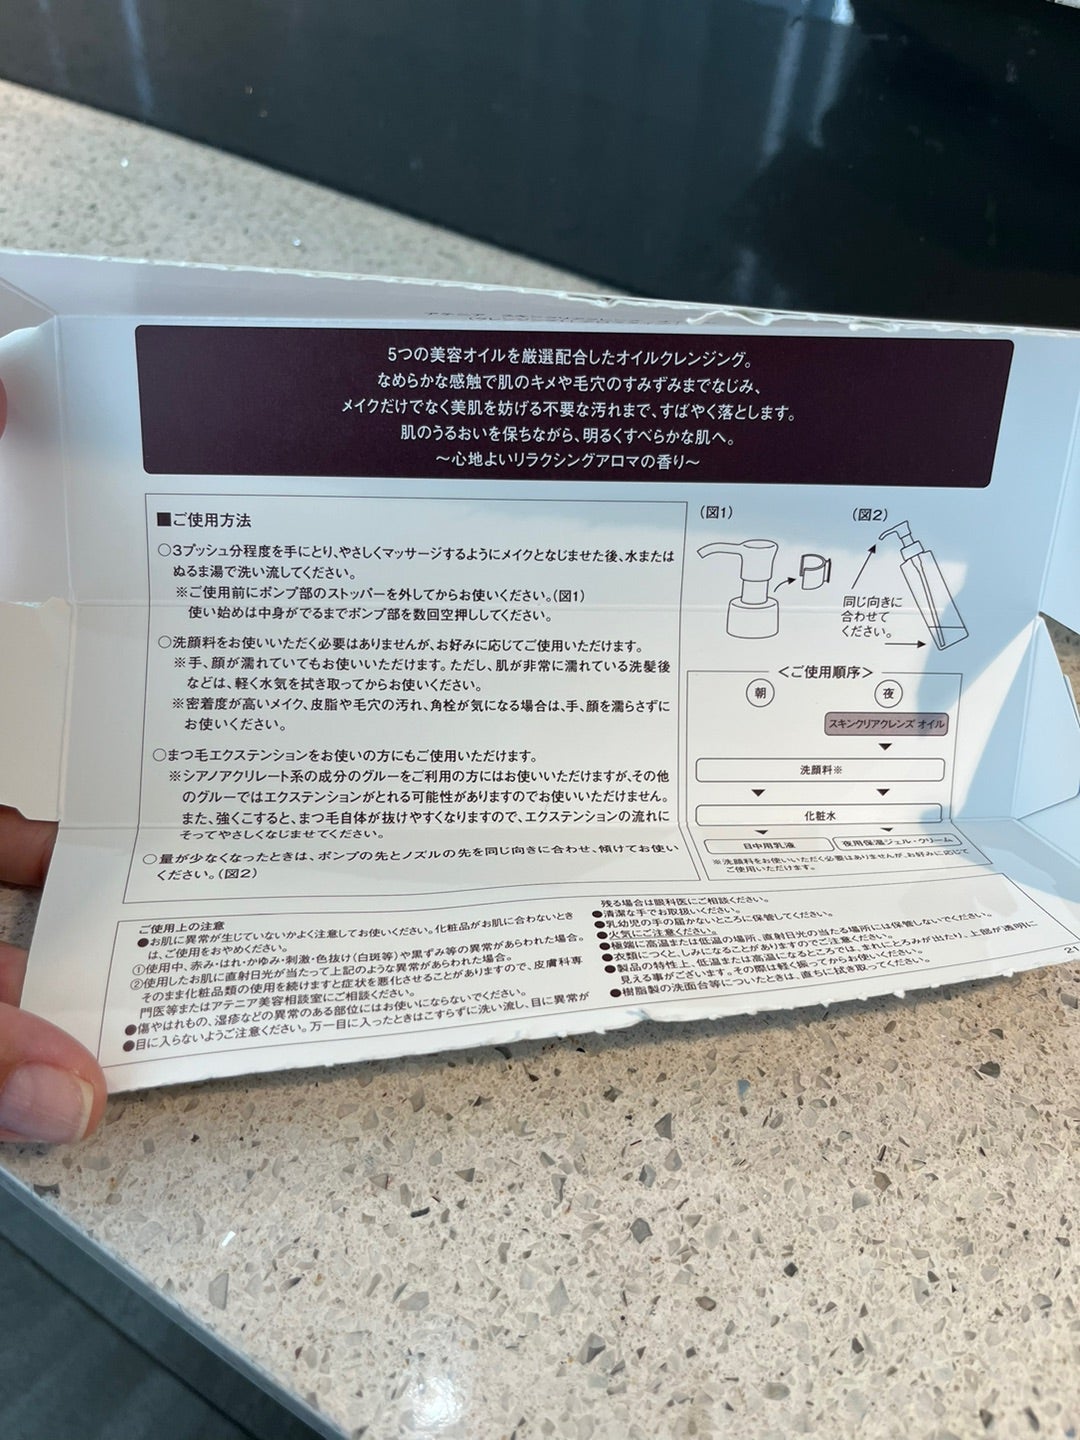 5つの美容オイルを厳選配合したオイルクレンジング。
なめらかな感触で肌のキメや毛穴のすみずみまでなじみ、
メイクだけでなく美肌を妨げる不要な汚れまで、すばやく落とします。
肌のうるおいを保ちながら、明るくすべらかな肌へ。
〜心地よいリラクシングアロマの香り〜
■ご使用方法
○3プッシュ分程度を手にとり、やさしくマッサージするようにメイクとなじませた後、水または
ぬるま湯で洗い流してください。
※ご使用前にポンプ部のストッパーを外してからお使いください。(図1)
使い始めは中身がでるまでポンプ部を数回空押ししてください。
○洗顔料をお使いいただく必要はありませんが、お好みに応じてご使用いただけます。
※手、顔が濡れていてもお使いいただけます。ただし、肌が非常に濡れている洗髪後
などは、軽く水気を拭き取ってからお使いください。
※密着度が高いメイク、皮脂や毛穴の汚れ、角栓が気になる場合は、手、顔を濡らさずに
お使いください。
○まつ毛エクステンションをお使いの方にもご使用いただけます。
※シアノアクリレート系の成分のグルーをご利用の方にはお使いいただけますが、その他
のグルーではエクステンションがとれる可能性がありますのでお使いいただけません。
また、強くこすると、まつ毛自体が抜けやすくなりますので、エクステンションの流れに
そってやさしくなじませてください。
○量が少なくなったときは、ポンプの先とノズルの先を同じ向きに合わせ、傾けてお使い
ください。(図2)
(図1)
(図2)
同じ向きに
合わせて
ください。
<ご使用順序>
朝
夜
スキンクリアクレンズ オイル
洗顔料※
化粧水
日中用乳液
夜用保湿ジェル・クリーム
※洗顔料をお使いいただく必要はありませんが、お好みに応じて
ご使用いただけます。
ご使用上の注意
●お肌に異常が生じていないかよく注意してお使いください。化粧品がお肌に合わないとき
は、ご使用をおやめください。
①使用中、赤み・はれ・かゆみ・刺激・色抜け(白斑等)や黒ずみ等の異常があらわれた場合。
②使用したお肌に直射日光が当たって上記のような異常があらわれた場合。
そのまま化粧品類の使用を続けますと症状を悪化させることがありますので、皮膚科専
門医等またはアテニア美容相談室にご相談ください。
●傷やはれもの、湿疹などの異常のある部位にはお使いにならないでください。
●目に入らないようご注意ください。万一目に入ったときはこすらずに洗い流し、目に異常が
残る場合は眼科医にご相談ください。
●清潔な手でお取扱いください。
●乳幼児の手の届かないところに保管してください。
●火気にご注意ください。
●極端に高温または低温の場所、直射日光の当たる場所には保管しないでください。
●衣類につくと、しみになることがありますのでご注意ください。
●製品の特性上、低温または高温になるところでは、まれにとろみが出たり、上部が透明に
見える事がございます。その際は軽く振ってからお使いください。
●樹脂製の洗面台等についたときは、直ちに拭き取ってください。